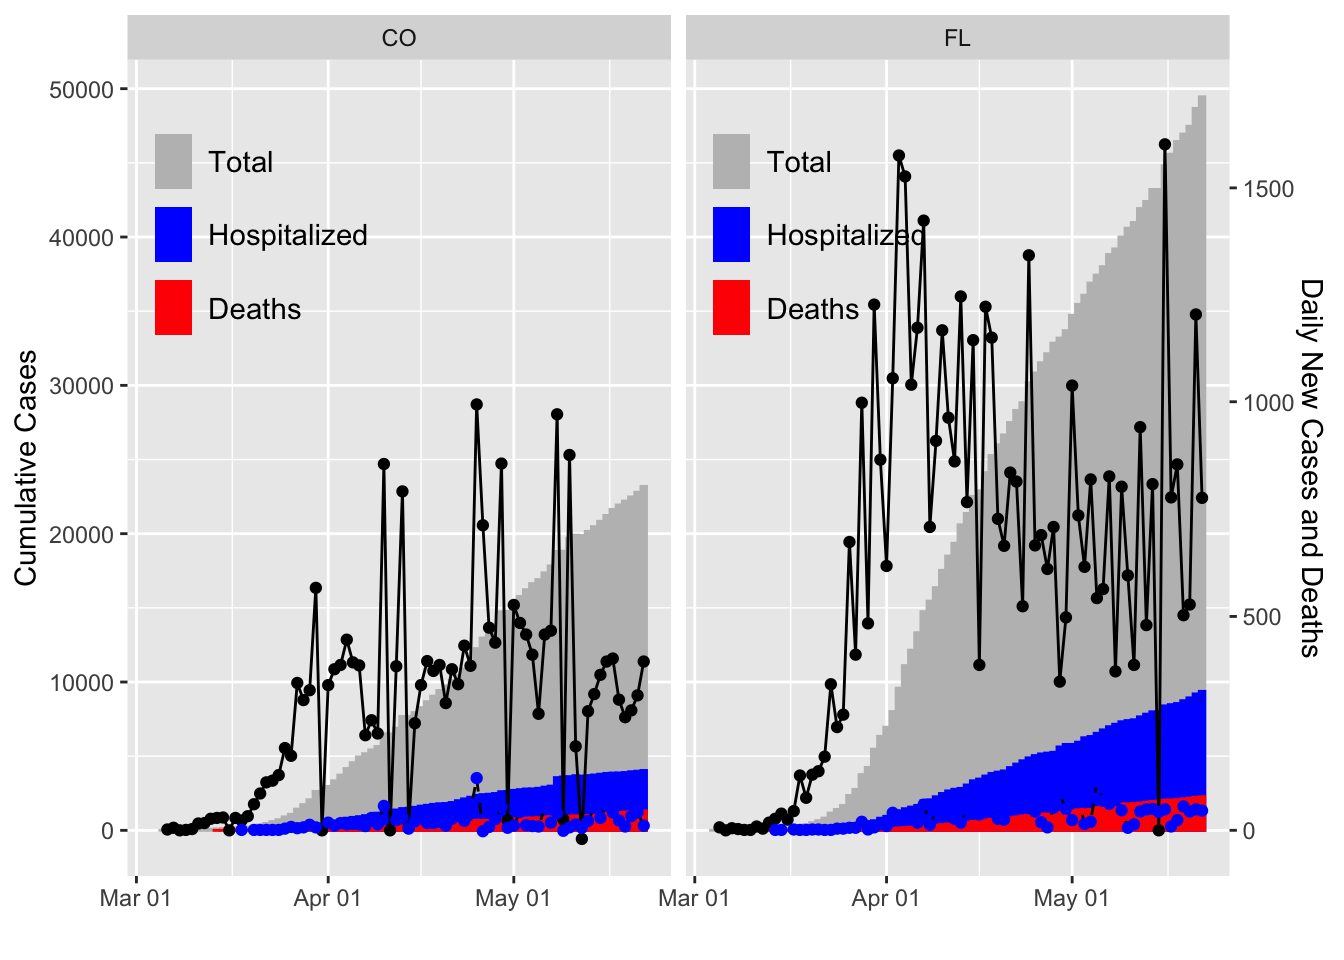 CO
FL
50000
40000
30000
20000
10000
0
Cumulative Cases
Total
Hospitalized
Deaths
Total
Hospitalized
Deaths
1500
1000
500
0
Daily New Cases and Deaths
Mar 01
Apr 01
May 01
Mar 01
Apr 01
May 01